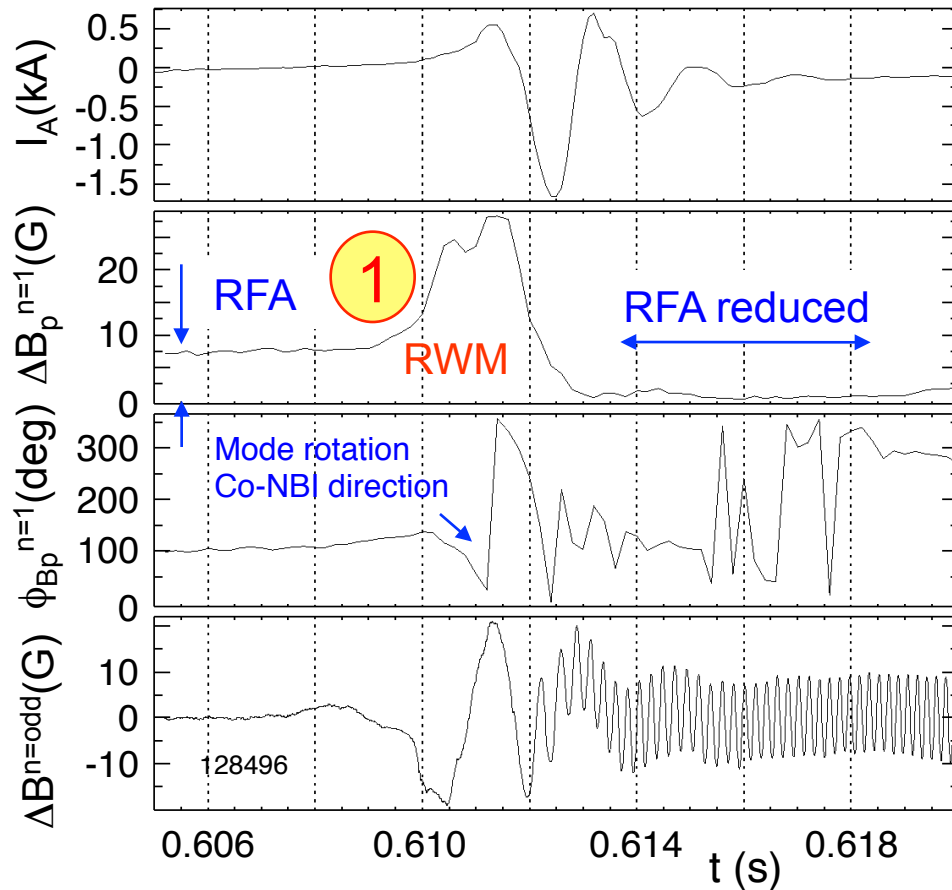 I_A(kA)
0.5
0
-0.5
-1.0
-1.5
ΔB_p^{n=1}(G)
20
10
0
RFA
1
RWM
RFA reduced
ϕ_{Bp}^{n=1}(deg)
300
200
100
0
Mode rotation
Co-NBI direction
ΔB^{n=odd}(G)
10
0
-10
128496
0.606
0.610
0.614
0.618
t (s)